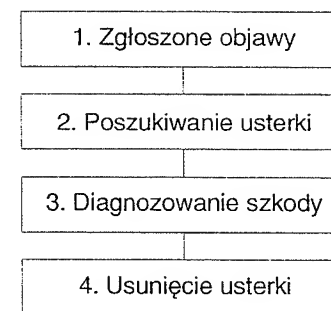 1. Zgłoszone objawy
2. Poszukiwanie usterki
3. Diagnozowanie szkody
4. Usunięcie usterki